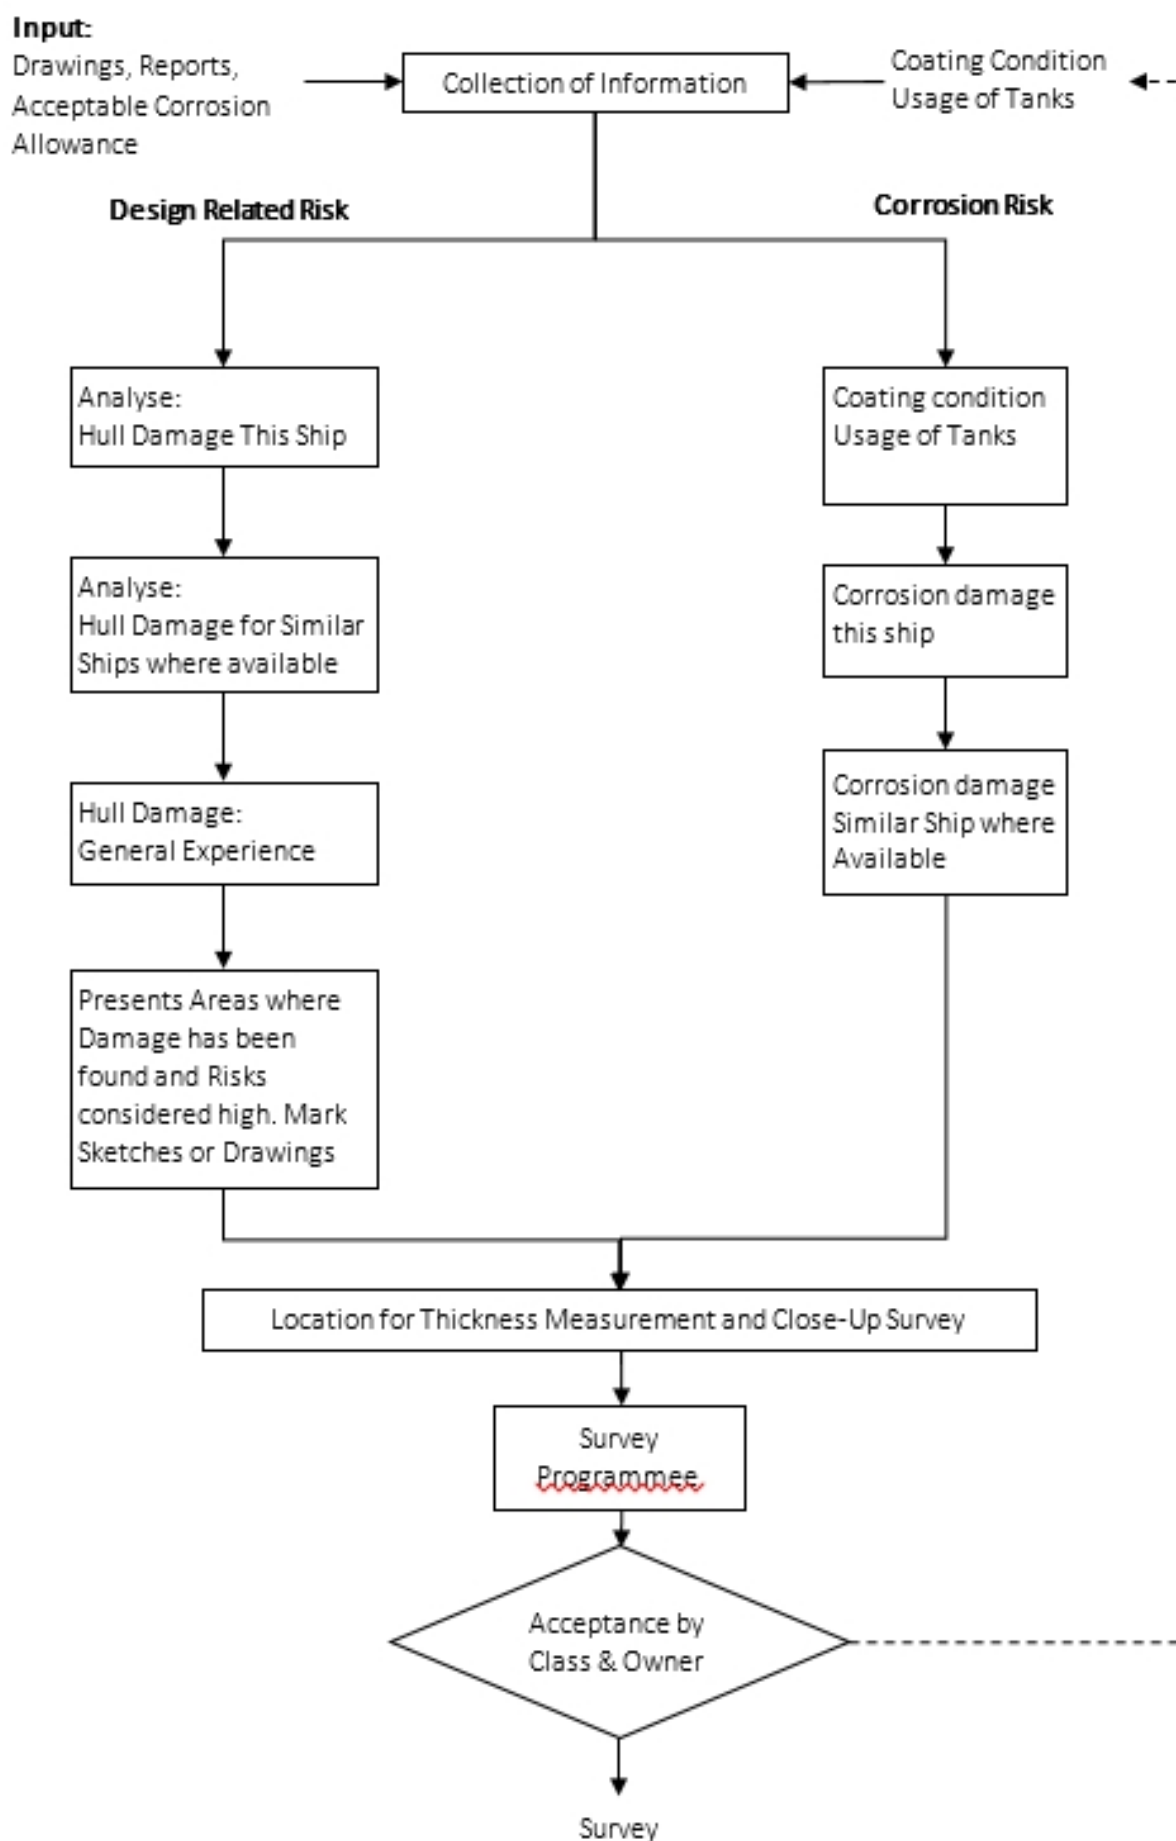 Input:
Drawings, Reports,
Acceptable Corrosion
Allowance
Collection of Information
Coating Condition
Usage of Tanks
Design Related Risk
Corrosion Risk
Analyse:
Hull Damage This Ship
Analyse:
Hull Damage for Similar
Ships where available
Hull Damage:
General Experience
Presents Areas where
Damage has been
found and Risks
considered high. Mark
Sketches or Drawings
Coating condition
Usage of Tanks
Corrosion damage
this ship
Corrosion damage
Similar Ship where
Available
Location for Thickness Measurement and Close-Up Survey
Survey
Programmee
Acceptance by
Class & Owner
Survey